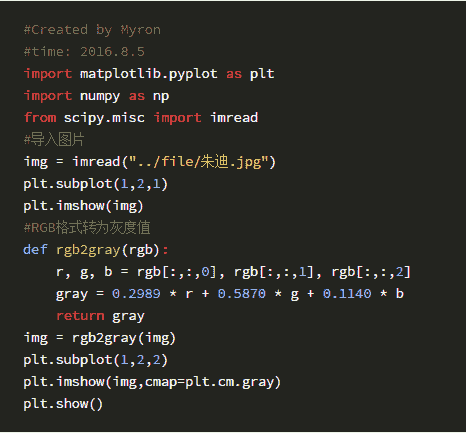 #Created by Myron
#time: 2016.8.5
import matplotlib.pyplot as plt
import numpy as np
from scipy.misc import imread
#导入图片
img = imread("../file/朱迪.jpg")
plt.subplot(1,2,1)
plt.imshow(img)
#RGB格式转为灰度值
def rgb2gray(rgb):
    r, g, b = rgb[:,:,0], rgb[:,:,1], rgb[:,:,2]
    gray = 0.2989 * r + 0.5870 * g + 0.1140 * b
    return gray
img = rgb2gray(img)
plt.subplot(1,2,2)
plt.imshow(img,cmap=plt.cm.gray)
plt.show()